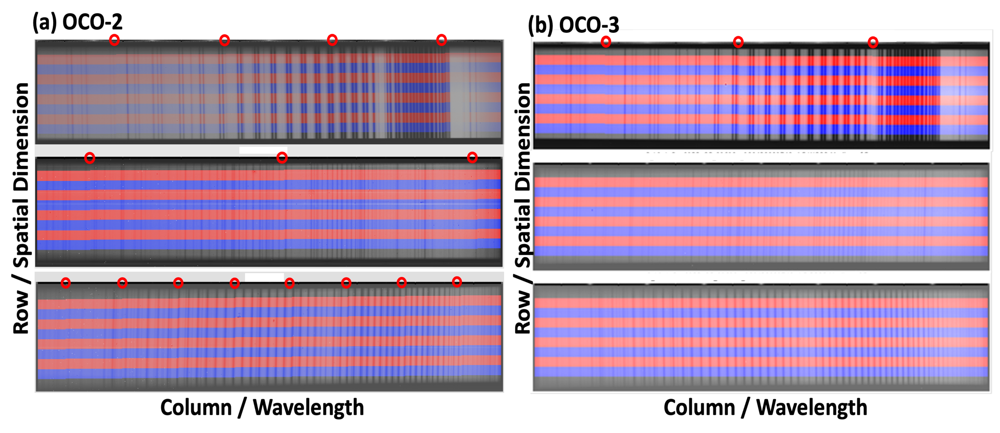 (a) OCO-2
(b) OCO-3
Row / Spatial Dimension
Row / Spatial Dimension
Column / Wavelength
Column / Wavelength